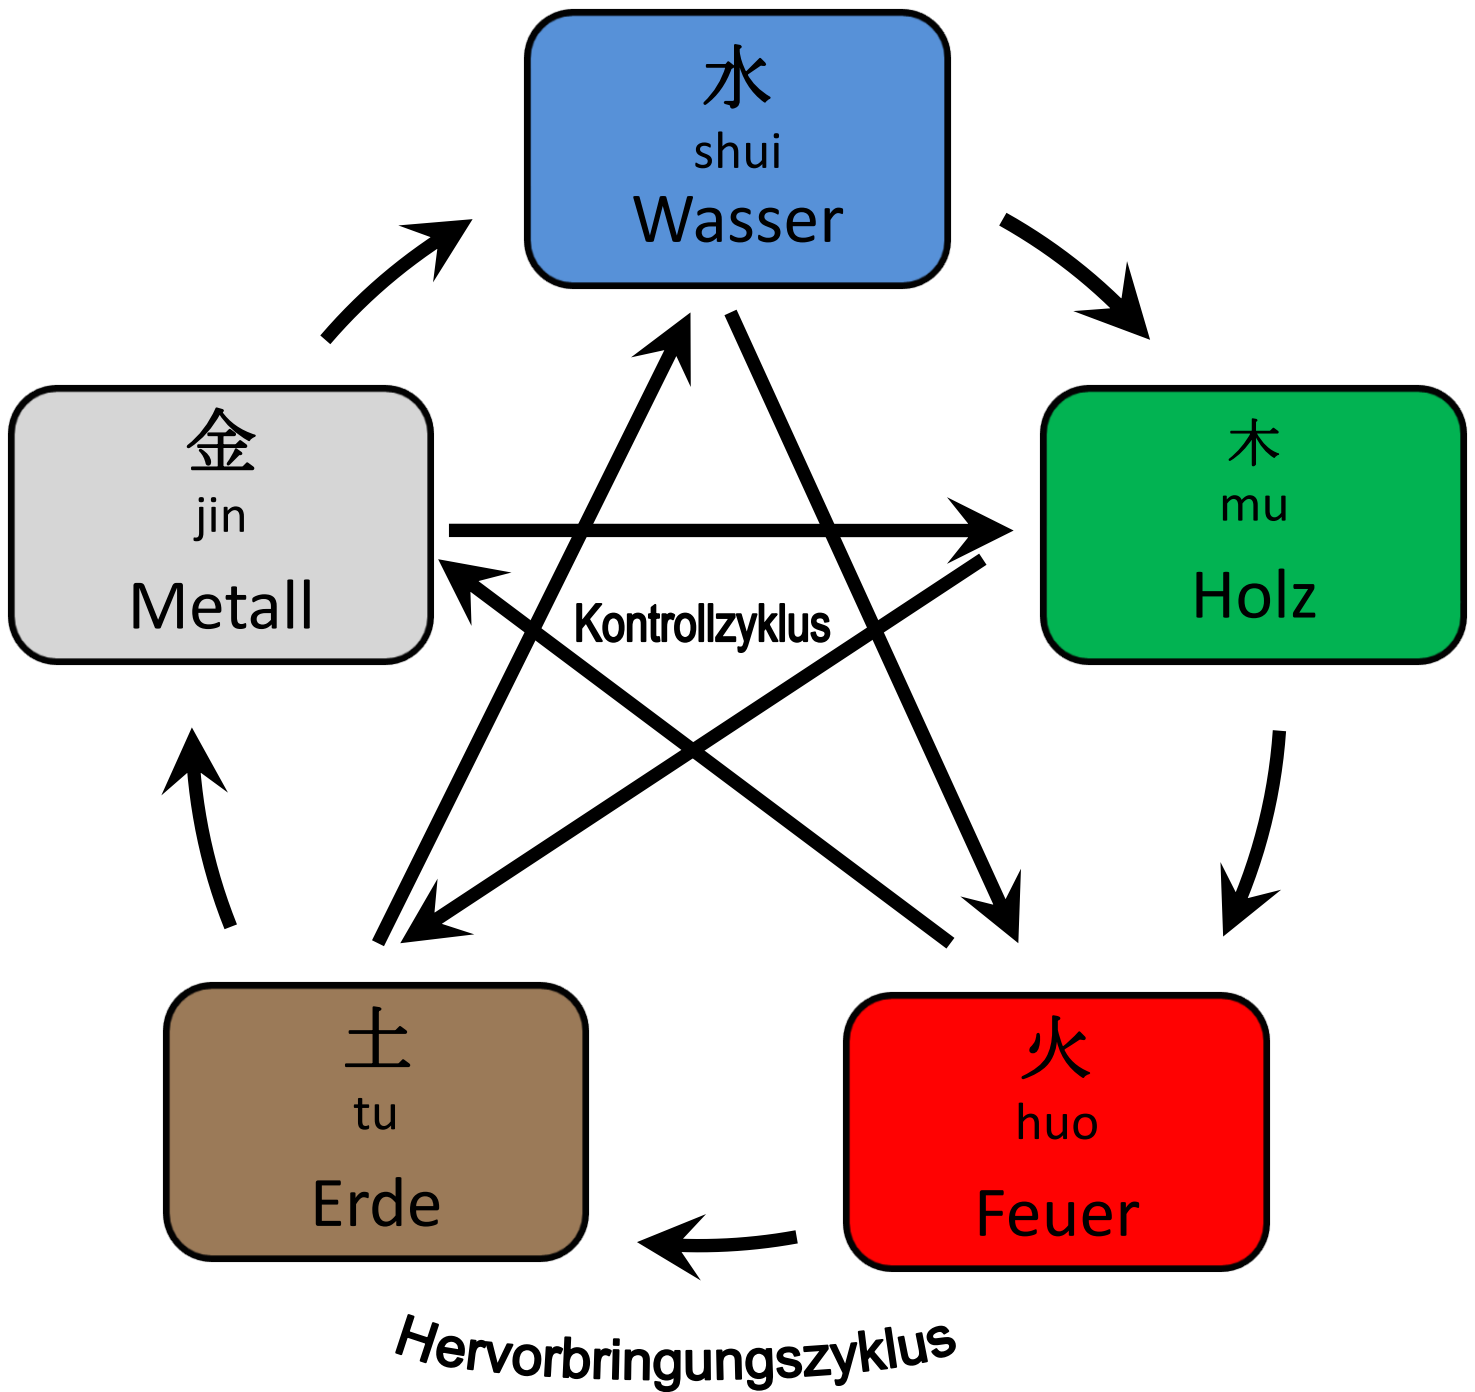 水
shui
Wasser
金
jin
Metall
木
mu
Holz
Kontrollzyklus
土
tu
Erde
火
huo
Feuer
Hervorbringungszyklus